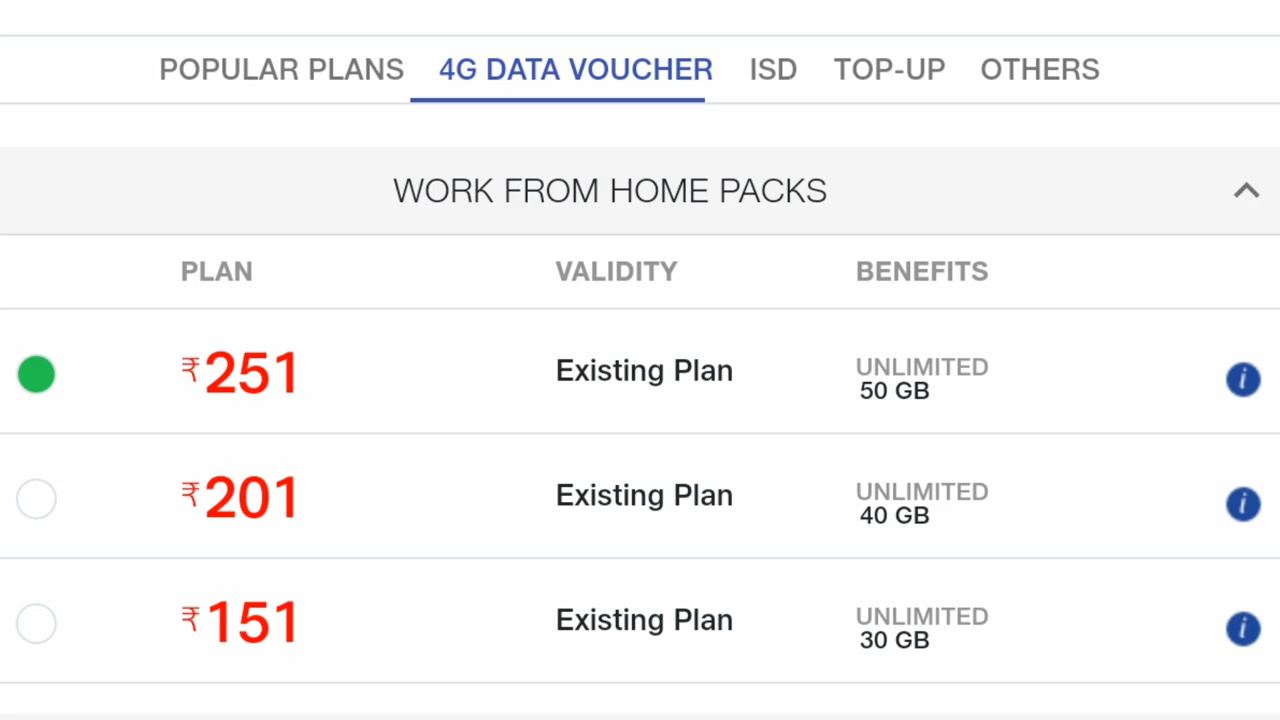 POPULAR PLANS 4G DATA VOUCHER ISD TOP-UP OTHERS
WORK FROM HOME PACKS
PLAN VALIDITY BENEFITS
₹251 Existing Plan UNLIMITED
50 GB
i
₹201 Existing Plan UNLIMITED
40 GB
i
₹151 Existing Plan UNLIMITED
30 GB
i